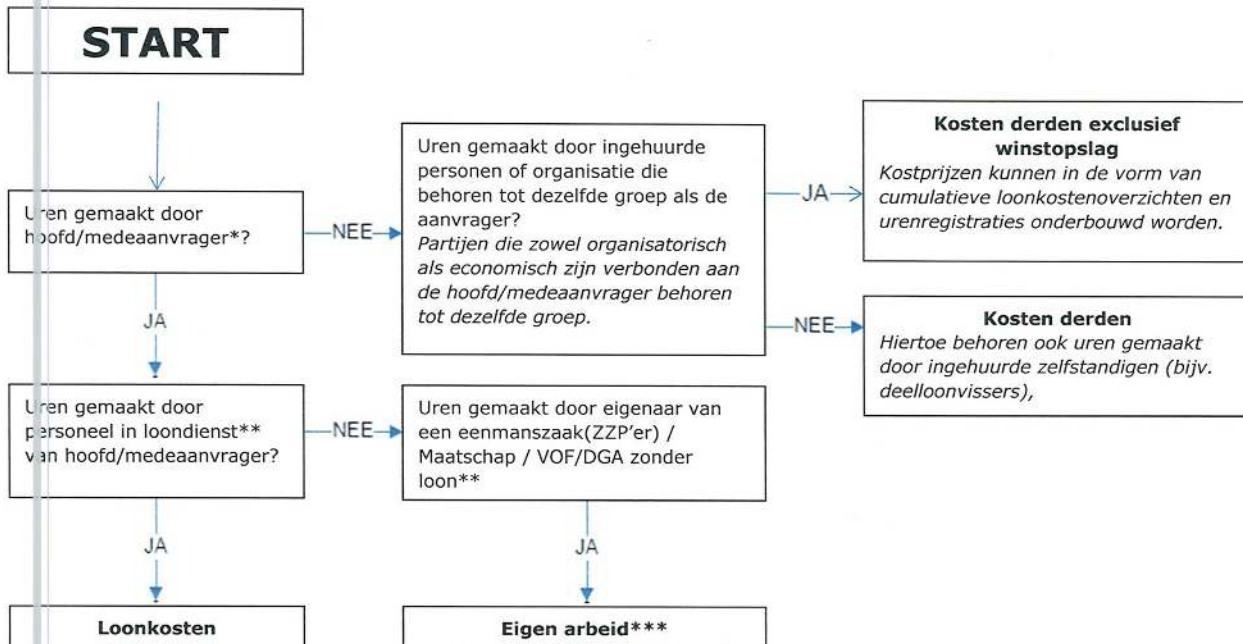 START
Uren gemaakt door
hoofd/medeaanvrager*?
NEE
Uren gemaakt door ingehuurde
personen of organisatie die
behoren tot dezelfde groep als de
aanvrager?
Partijen die zowel organisatorisch
als economisch zijn verbonden aan
de hoofd/medeaanvrager behoren
tot dezelfde groep.
JA
Kosten derden exclusief
winstopslag
Kostprijzen kunnen in de vorm van
cumulatieve loonkostenoverzichten en
urenregistraties onderbouwd worden.
NEE
Kosten derden
Hiertoe behoren ook uren gemaakt
door ingehuurde zelfstandigen (bijv.
deelloonvissers),
JA
Uren gemaakt door
personeel in loondienst**
van hoofd/medeaanvrager?
NEE
Uren gemaakt door eigenaar van
een eenmanszaak(ZZP'er) /
Maatschap / VOF/DGA zonder
loon**
JA
JA
Loonkosten
Eigen arbeid***